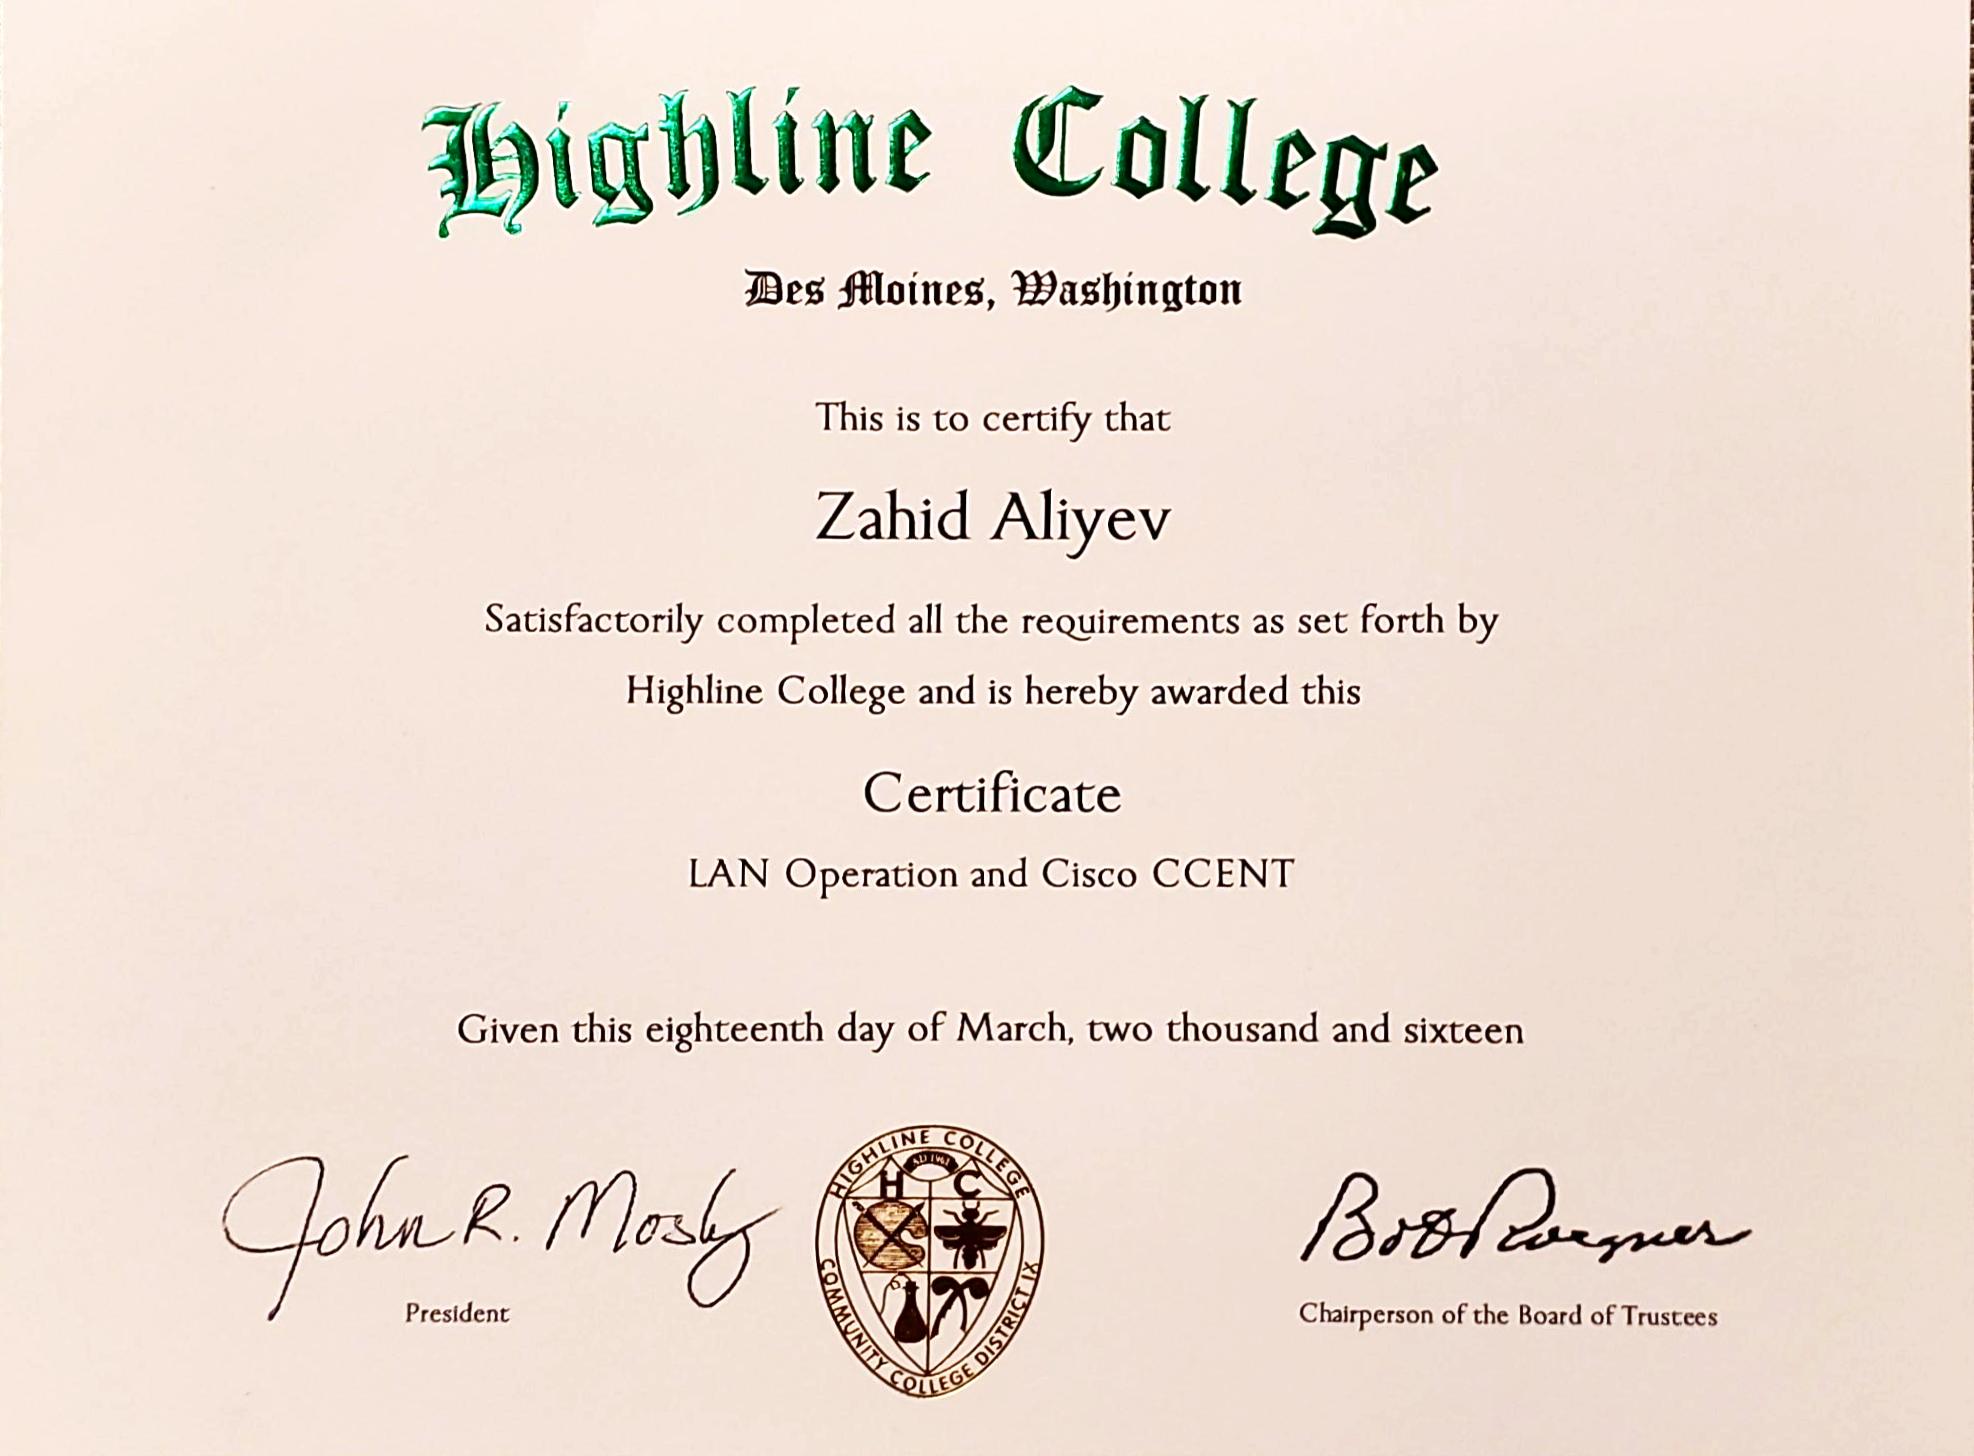 Highline College
Des Moines, Washington
This is to certify that
Zahid Aliyev
Satisfactorily completed all the requirements as set forth by
Highline College and is hereby awarded this
Certificate
LAN Operation and Cisco CCENT
Given this eighteenth day of March, two thousand and sixteen
John R. Mosby
President
HIGHLINE COLLEGE
AD 1961
H C
COMMUNITY COLLEGE DISTRICT IX
Bob Roegner
Chairperson of the Board of Trustees